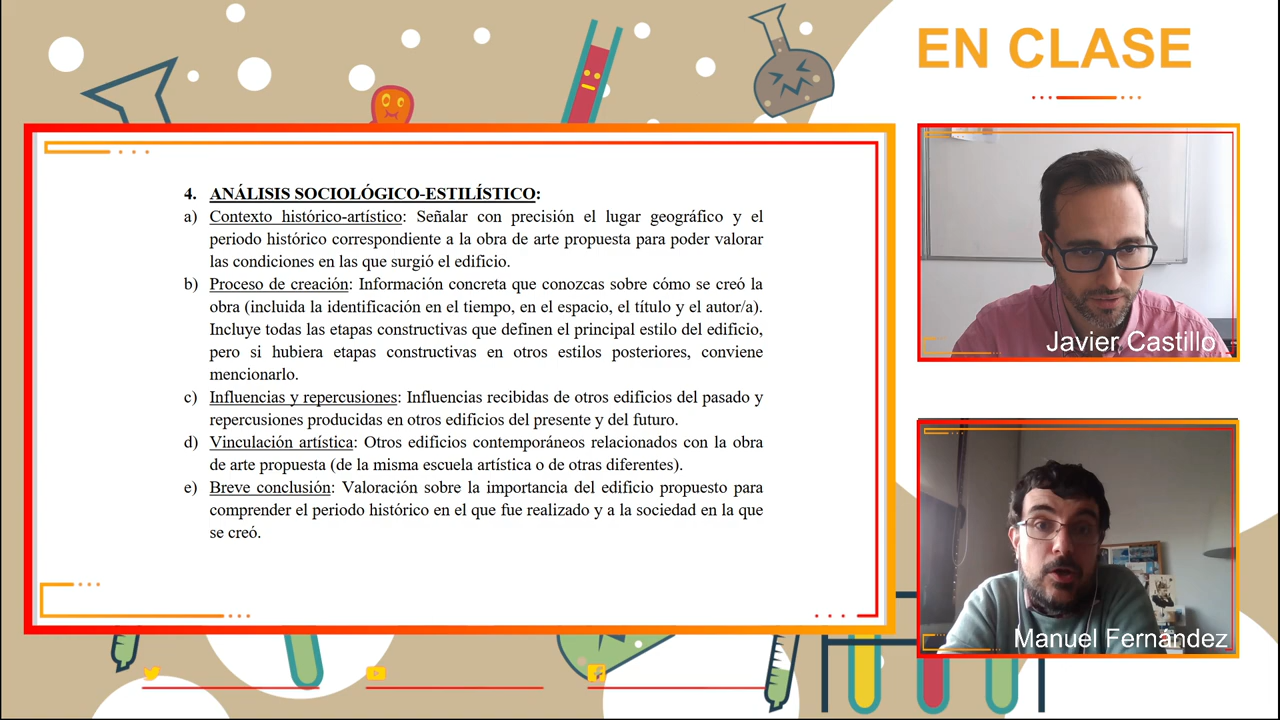 EN CLASE
4. ANÁLISIS SOCIOLÓGICO-ESTILÍSTICO:
a) Contexto histórico-artístico: Señalar con precisión el lugar geográfico y el
periodo histórico correspondiente a la obra de arte propuesta para poder valorar
las condiciones en las que surgió el edificio.
b) Proceso de creación: Información concreta que conozcas sobre cómo se creó la
obra (incluida la identificación en el tiempo, en el espacio, el título y el autor/a).
Incluye todas las etapas constructivas que definen el principal estilo del edificio,
pero si hubiera etapas constructivas en otros estilos posteriores, conviene
mencionarlo.
c) Influencias y repercusiones: Influencias recibidas de otros edificios del pasado y
repercusiones producidas en otros edificios del presente y del futuro.
d) Vinculación artística: Otros edificios contemporáneos relacionados con la obra
de arte propuesta (de la misma escuela artística o de otras diferentes).
e) Breve conclusión: Valoración sobre la importancia del edificio propuesto para
comprender el periodo histórico en el que fue realizado y a la sociedad en la que
se creó.
Javier Castillo
Manuel Fernández